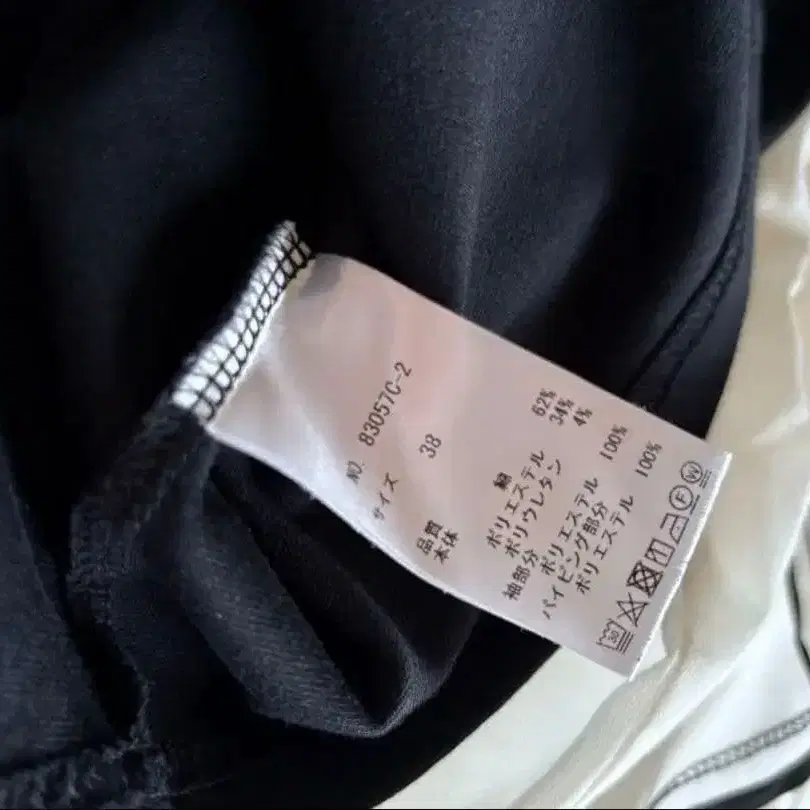 NO. 83057C-2
サイズ 38
品質
本体 綿 62%
ポリエステル 34%
ポリウレタン 4%
袖部分
ポリエステル 100%
パイピング部分
ポリエステル 100%
30 F W